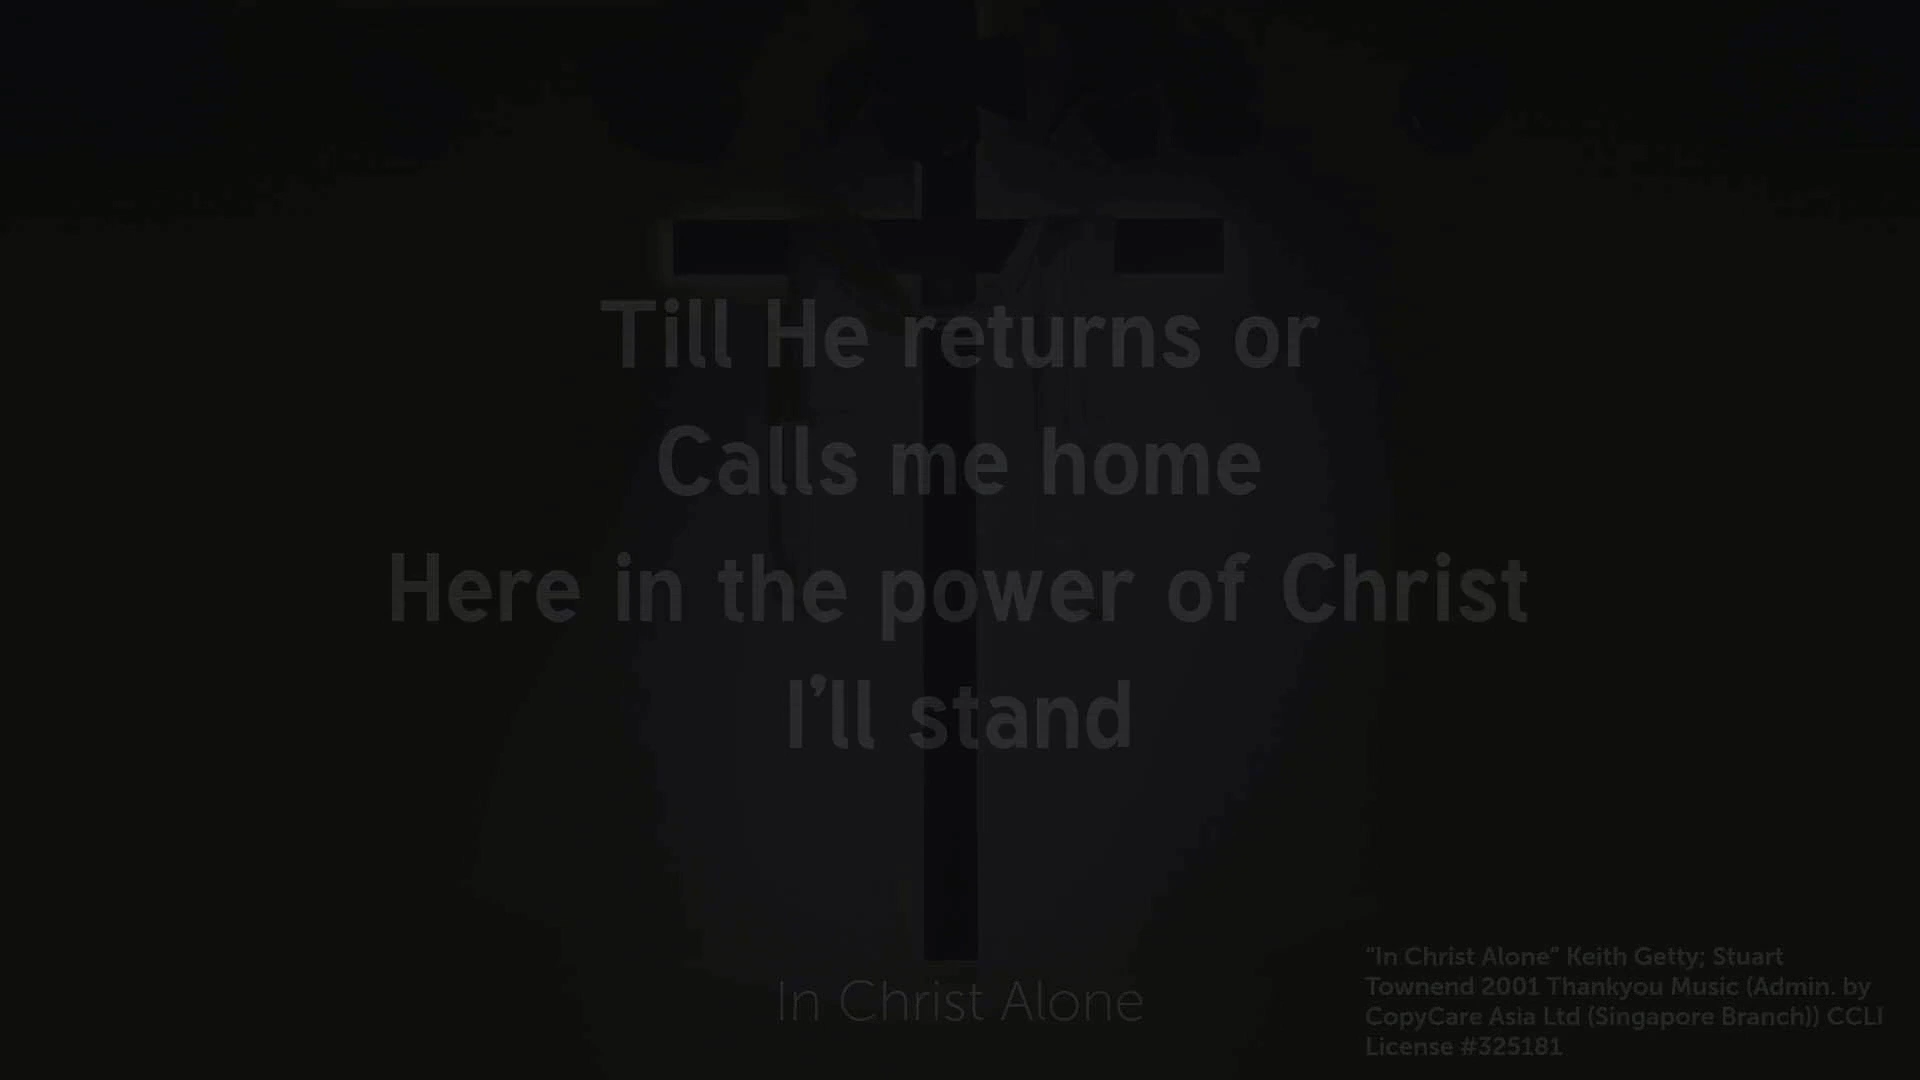 Till He returns or
Calls me home
Here in the power of Christ
I’ll stand
In Christ Alone
“In Christ Alone” Keith Getty; Stuart
Townend 2001 Thankyou Music (Admin. by
CopyCare Asia Ltd (Singapore Branch)) CCLI
License #325181